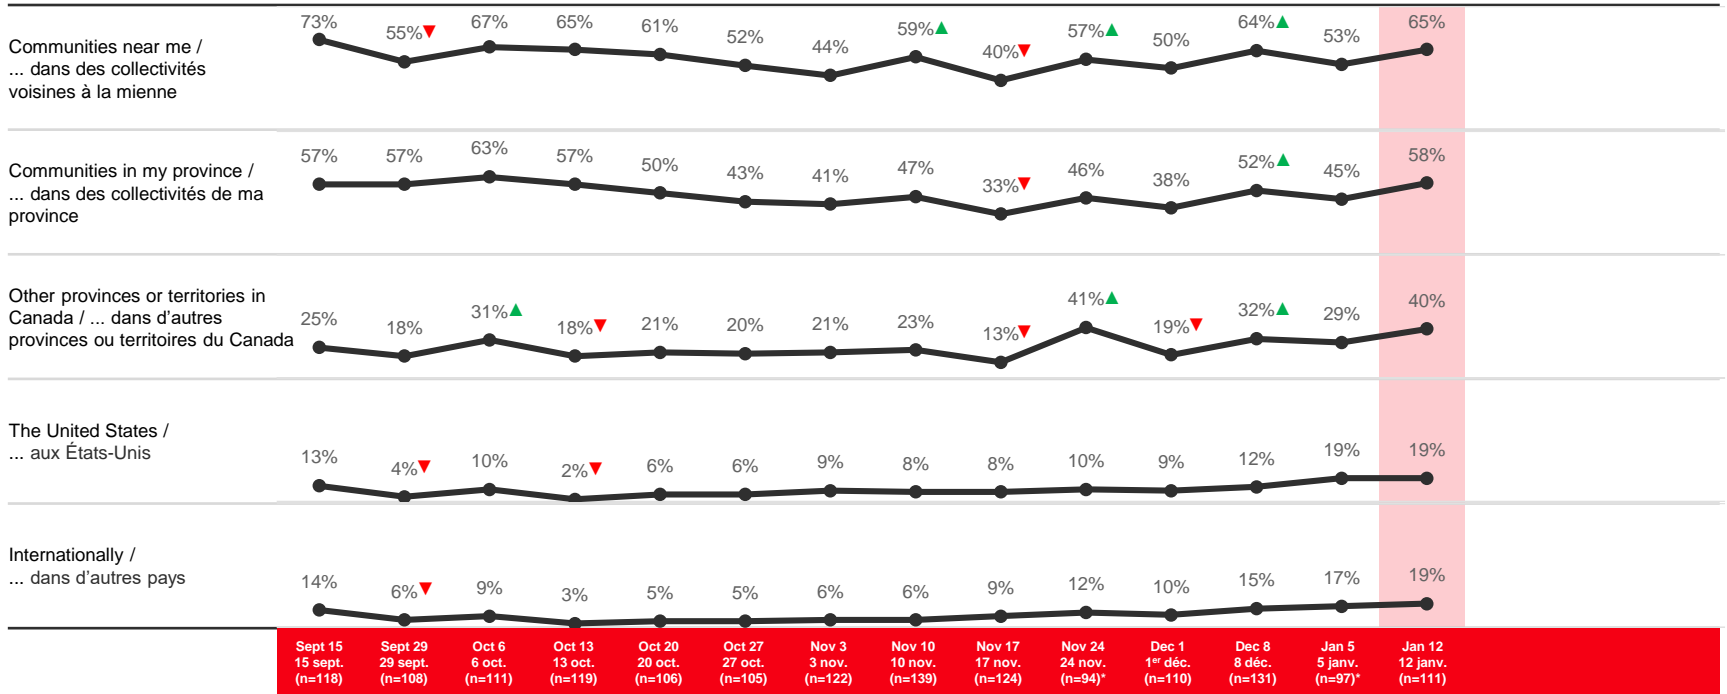 Communities near me /
... dans des collectivités
voisines à la mienne
73%
55%▼
67%
65%
61%
52%
44%
59%▲
40%▼
57%▲
50%
64%▲
53%
65%
Communities in my province /
... dans des collectivités de ma
province
57%
57%
63%
57%
50%
43%
41%
47%
33%▼
46%
38%
52%▲
45%
58%
Other provinces or territories in
Canada / ... dans d'autres
provinces ou territoires du Canada
25%
18%
31%▲
18%▼
21%
20%
21%
23%
13%▼
41%▲
19%▼
32%▲
29%
40%
The United States /
... aux États-Unis
13%
4%▼
10%
2%▼
6%
6%
9%
8%
8%
10%
9%
12%
19%
19%
Internationally /
... dans d'autres pays
14%
6%▼
9%
3%
5%
5%
6%
6%
9%
12%
10%
15%
17%
19%
Sept 15
15 sept.
(n=118)
Sept 29
29 sept.
(n=108)
Oct 6
6 oct.
(n=111)
Oct 13
13 oct.
(n=119)
Oct 20
20 oct.
(n=106)
Oct 27
27 oct.
(n=105)
Nov 3
3 nov.
(n=122)
Nov 10
10 nov.
(n=139)
Nov 17
17 nov.
(n=124)
Nov 24
24 nov.
(n=94)*
Dec 1
1er déc.
(n=110)
Dec 8
8 déc.
(n=131)
Jan 5
5 janv.
(n=97)*
Jan 12
12 janv.
(n=111)